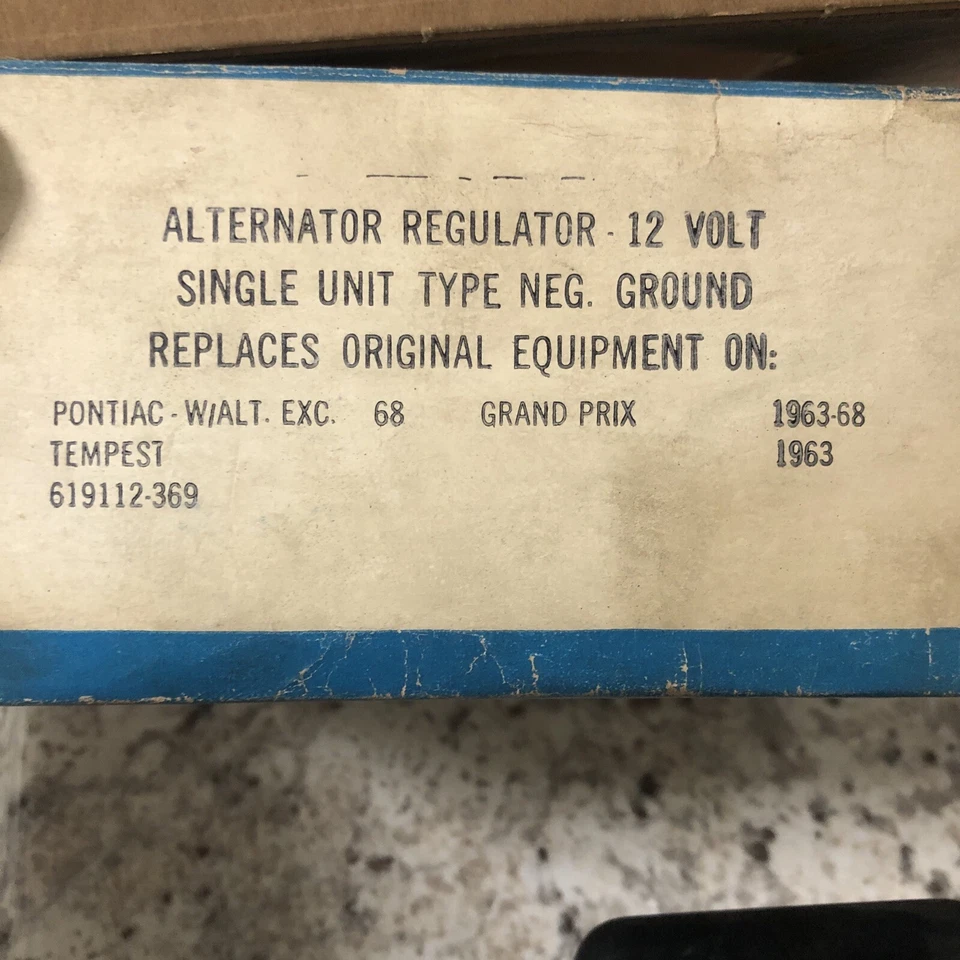 ALTERNATOR REGULATOR - 12 VOLT
SINGLE UNIT TYPE NEG. GROUND
REPLACES ORIGINAL EQUIPMENT ON:
PONTIAC - W/ALT. EXC. 68 GRAND PRIX 1963-68
TEMPEST 1963
619112-369